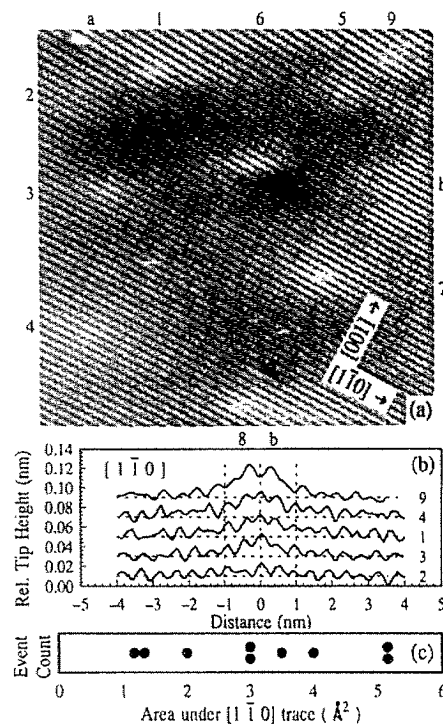 a 1 6 5 9
2
3
4
7
[001] →
[11̄0] →
(a)
8 b
[1 1̄ 0]
(b)
Rel. Tip Height (nm)
0.14
0.12
0.10
0.08
0.06
0.04
0.02
0.00
9
4
1
3
2
−5 −4 −3 −2 −1 0 1 2 3 4 5
Distance (nm)
Event Count
(c)
0 1 2 3 4 5 6
Area under [1 1̄ 0] trace ( Å² )